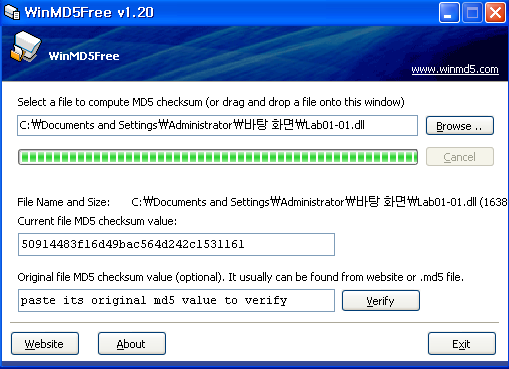 WinMD5Free v1.20
WinMD5Free
www.winmd5.com
Select a file to compute MD5 checksum (or drag and drop a file onto this window)
C:₩Documents and Settings₩Administrator₩바탕 화면₩Lab01-01.dll
Browse ..
Cancel
File Name and Size: C:₩Documents and Settings₩Administrator₩바탕 화면₩Lab01-01.dll (1638
Current file MD5 checksum value:
50914483f16d49bac564d242c1531161
Original file MD5 checksum value (optional). It usually can be found from website or .md5 file.
paste its original md5 value to verify
Verify
Website
About
Exit